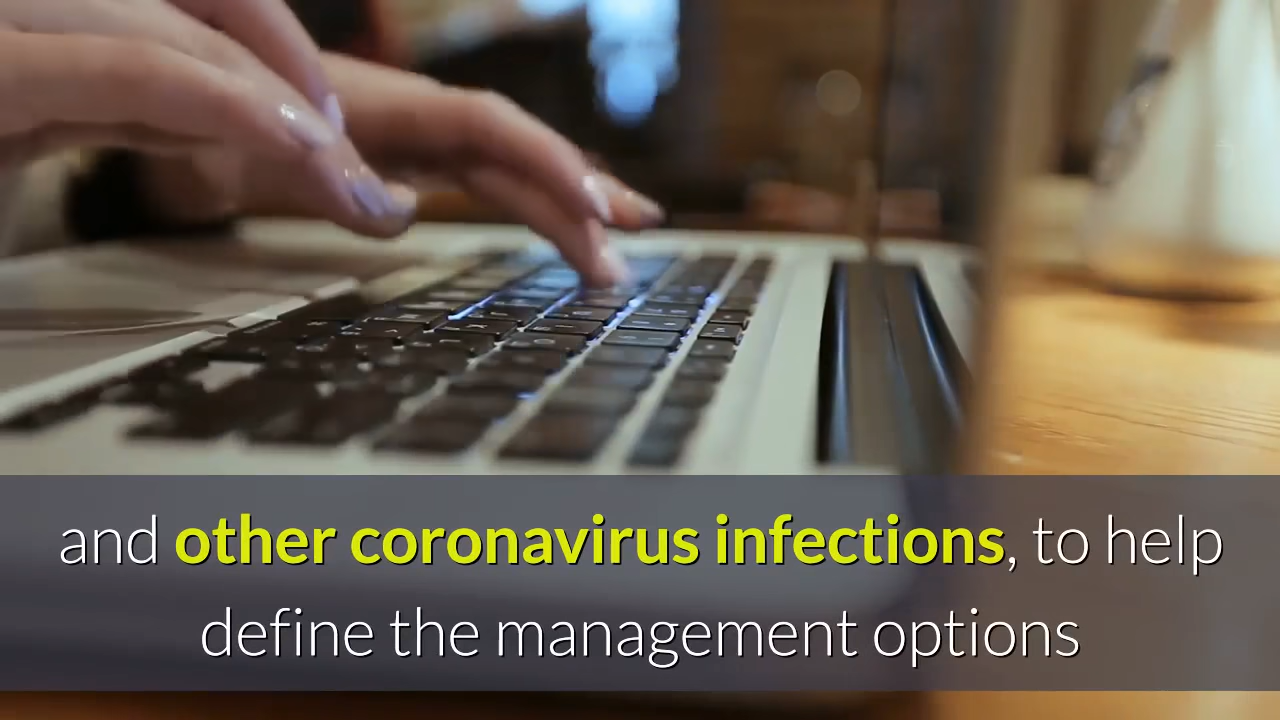 and other coronavirus infections, to help
define the management options